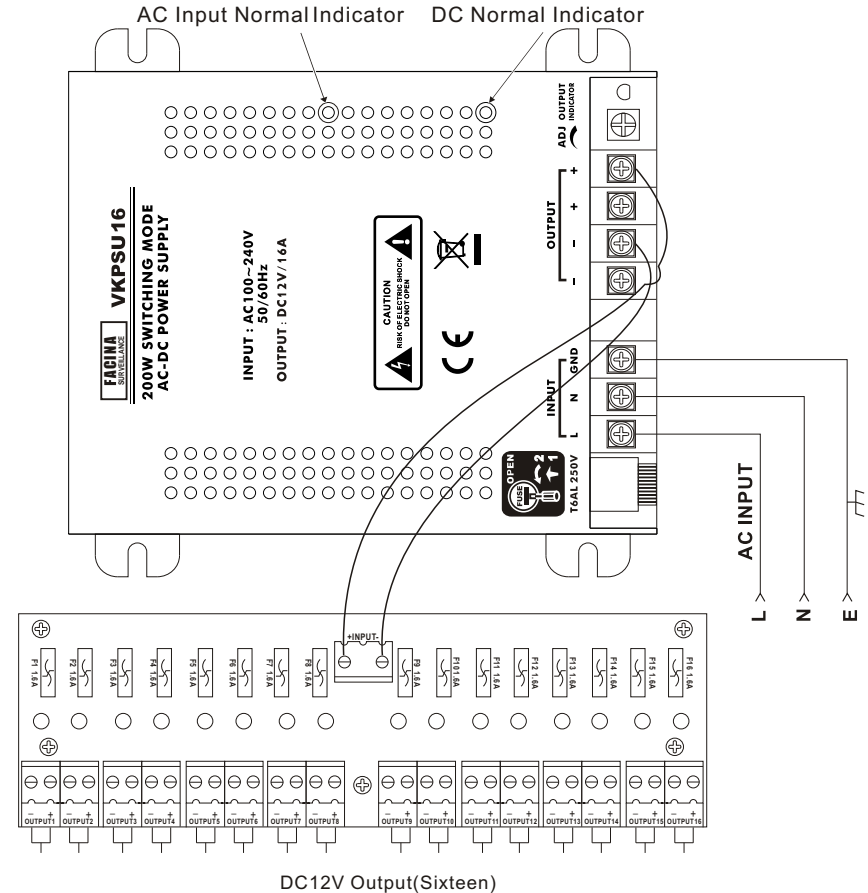 AC Input Normal Indicator
DC Normal Indicator
ADJ OUTPUT
INDICATOR
OUTPUT
+
+
−
−
INPUT
GND
N
L
FACINA
SURVEILLANCE
VKPSU16
200W SWITCHING MODE
AC-DC POWER SUPPLY
INPUT : AC100~240V
50/60Hz
OUTPUT : DC12V/16A
CAUTION
RISK OF ELECTRIC SHOCK
DO NOT OPEN
CE
OPEN
FUSE
2
1
T6AL 250V
AC INPUT
L
N
E
+INPUT-
F1 1.6A
F2 1.6A
F3 1.6A
F4 1.6A
F5 1.6A
F6 1.6A
F7 1.6A
F8 1.6A
F9 1.6A
F10 1.6A
F11 1.6A
F12 1.6A
F13 1.6A
F14 1.6A
F15 1.6A
F16 1.6A
− + − + − + − + − + − + − + − +
OUTPUT1 OUTPUT2 OUTPUT3 OUTPUT4 OUTPUT5 OUTPUT6 OUTPUT7 OUTPUT8 OUTPUT9 OUTPUT10 OUTPUT11 OUTPUT12 OUTPUT13 OUTPUT14 OUTPUT15 OUTPUT16
DC12V Output(Sixteen)